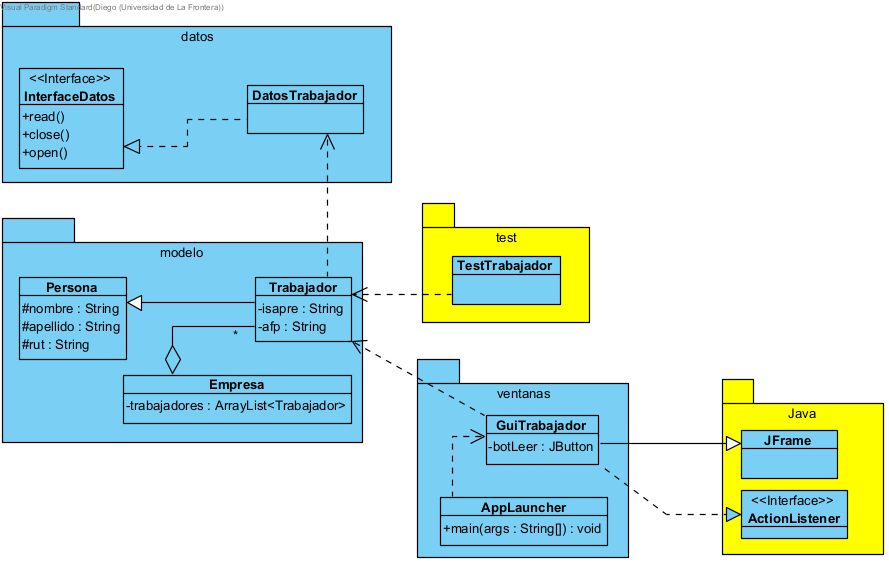 Visual Paradigm Standard(Diego (Universidad de La Frontera))
datos
<<Interface>>
InterfaceDatos
+read()
+close()
+open()
DatosTrabajador
modelo
Persona
#nombre : String
#apellido : String
#rut : String
Trabajador
-isapre : String
-afp : String
*
Empresa
-trabajadores : ArrayList<Trabajador>
test
TestTrabajador
ventanas
GuiTrabajador
-botLeer : JButton
AppLauncher
+main(args : String[]) : void
Java
JFrame
<<Interface>>
ActionListener